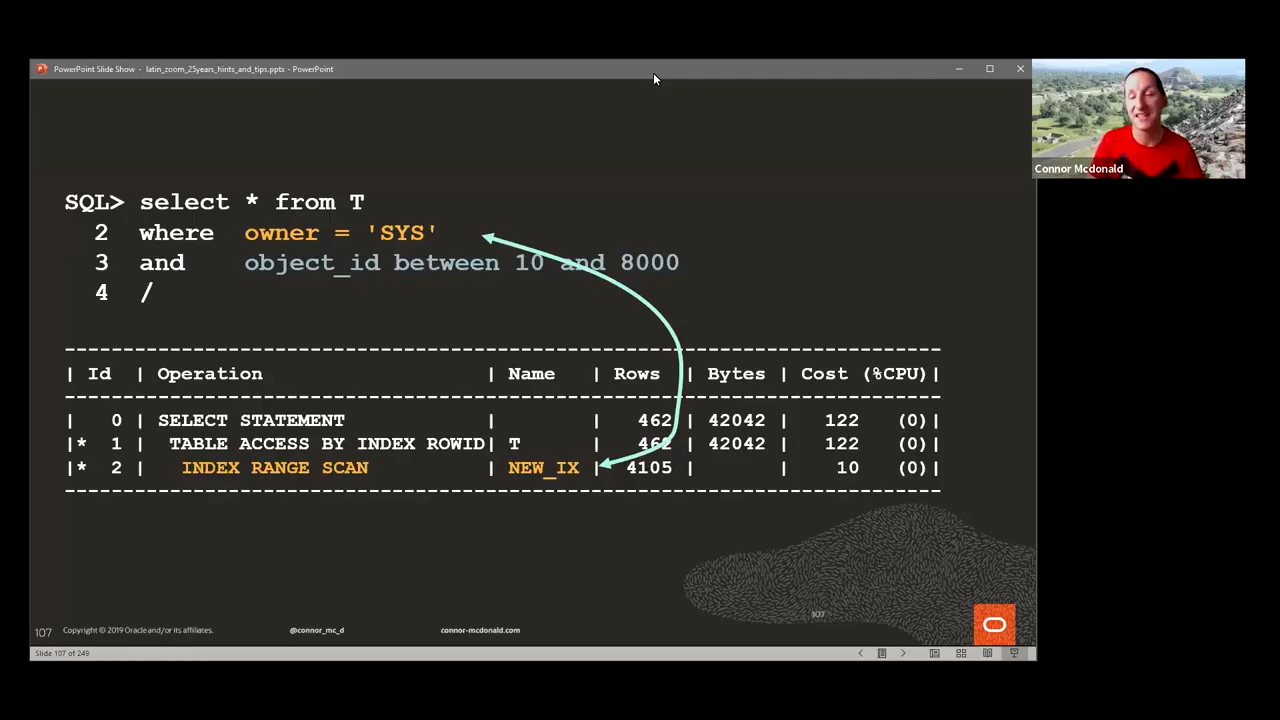 PowerPoint Slide Show - latin_zoom_25years_hints_and_tips.pptx - PowerPoint
Connor Mcdonald
SQL> select * from T
2 where owner = 'SYS'
3 and object_id between 10 and 8000
4 /
--------------------------------------------------------------------------
| Id | Operation | Name | Rows | Bytes | Cost (%CPU)|
--------------------------------------------------------------------------
| 0 | SELECT STATEMENT | | 462 | 42042 | 122 (0)|
|* 1 | TABLE ACCESS BY INDEX ROWID| T | 462 | 42042 | 122 (0)|
|* 2 | INDEX RANGE SCAN | NEW_IX | 4105 | | 10 (0)|
--------------------------------------------------------------------------
107
107 Copyright © 2019 Oracle and/or its affiliates. @connor_mc_d connor-mcdonald.com
Slide 107 of 249